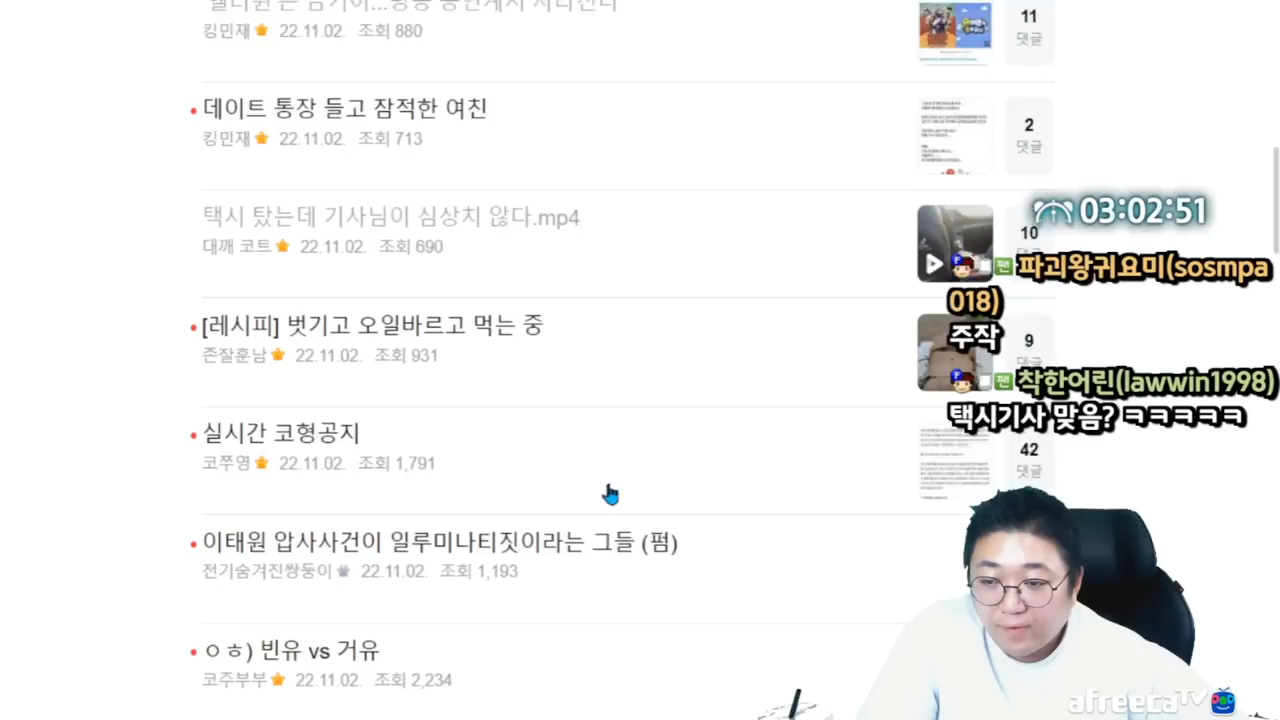 킹민재 22.11.02. 조회 880
11
댓글
데이트 통장 들고 잠적한 여친
킹민재 22.11.02. 조회 713
2
댓글
택시 탔는데 기사님이 심상치 않다.mp4
대깨 코트 22.11.02. 조회 690
10
03:02:51
파괴왕귀요미(sosmpa
018)
주작
[레시피] 벗기고 오일바르고 먹는 중
존잘훈남 22.11.02. 조회 931
9
착한어린(lawwin1998)
택시기사 맞음? ㅋㅋㅋㅋㅋ
실시간 코형공지
코주영 22.11.02. 조회 1,791
42
댓글
이태원 압사사건이 일루미나티짓이라는 그들 (펌)
전기숨겨진쌍둥이 22.11.02. 조회 1,193
ㅇㅎ) 빈유 vs 거유
코주부부 22.11.02. 조회 2,234
afreecaTV